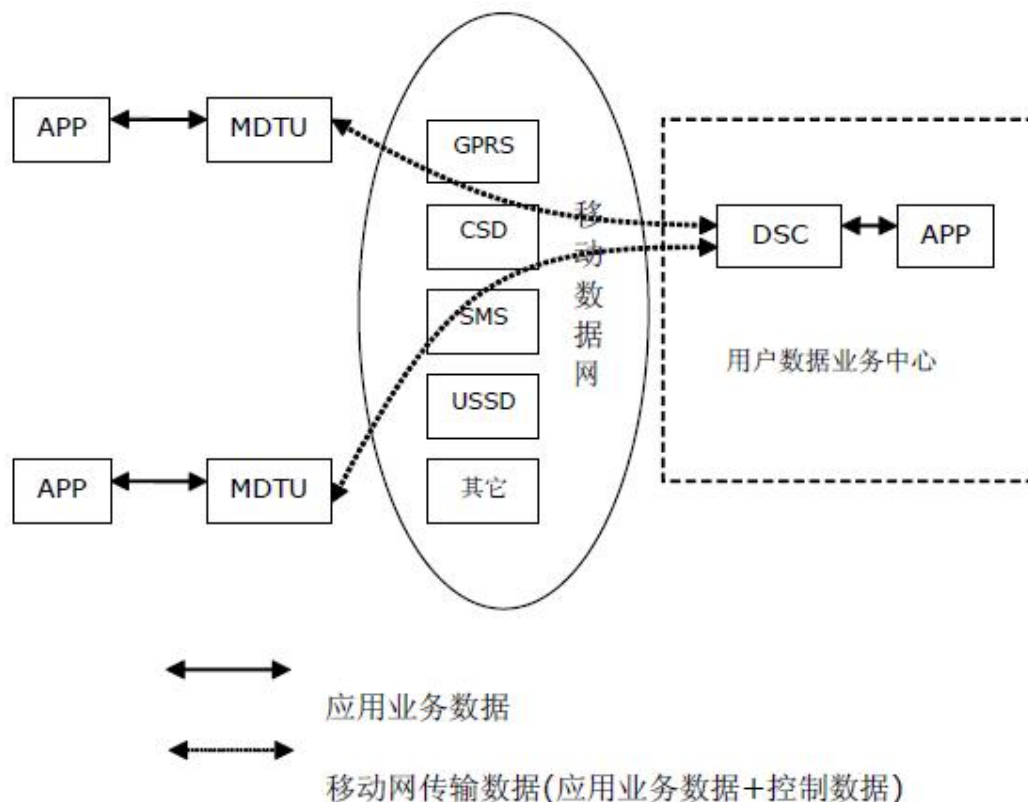 APP
MDTU
GPRS
CSD
SMS
USSD
其它
移动数据网
DSC
APP
用户数据业务中心
APP
MDTU
应用业务数据
移动网传输数据(应用业务数据+控制数据)